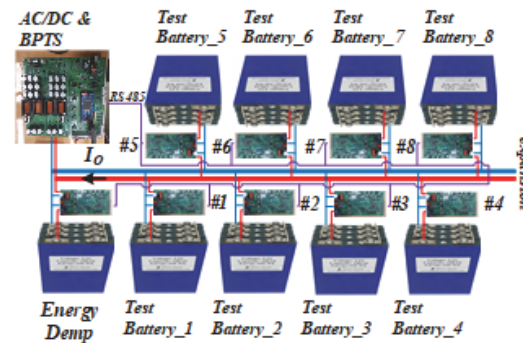 AC/DC &
BPTS
Test
Battery_5
Test
Battery_6
Test
Battery_7
Test
Battery_8
RS 485
#5
#6
#7
#8
Io
expansion
#1
#2
#3
#4
Energy
Demp
Test
Battery_1
Test
Battery_2
Test
Battery_3
Test
Battery_4